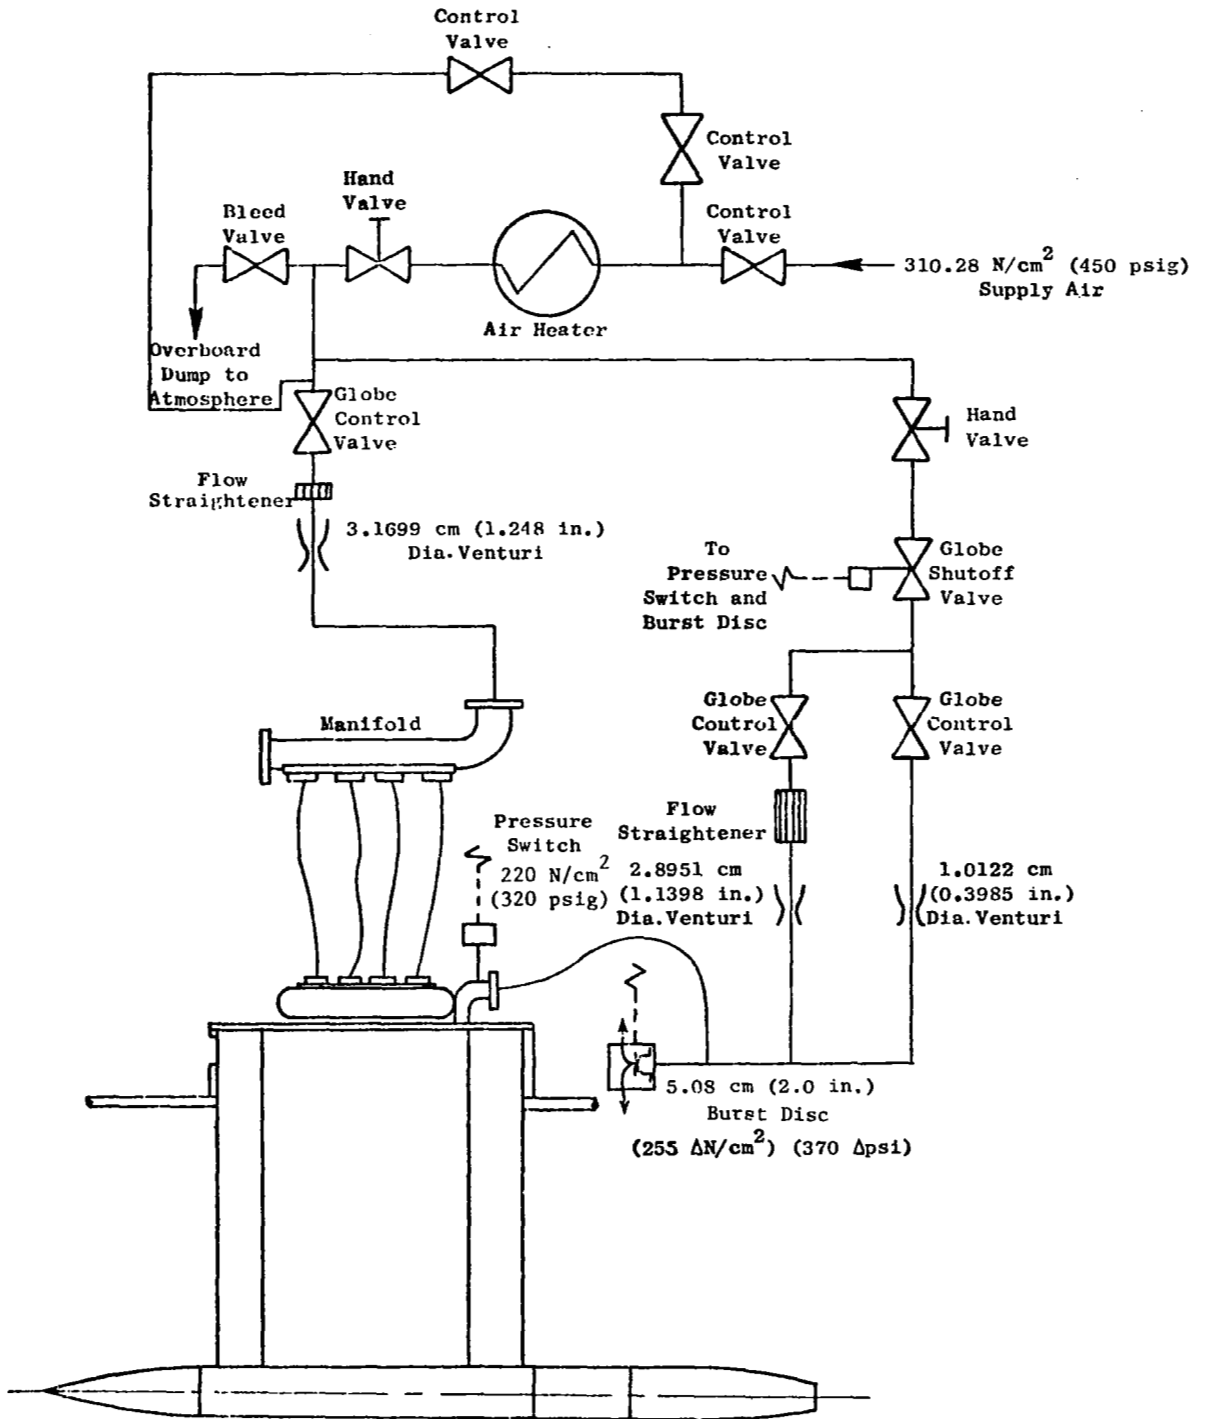 Control
Valve
Control
Valve
Hand
Valve
Bleed
Valve
Control
Valve
310.28 N/cm² (450 psig)
Supply Air
Air Heater
Overboard
Dump to
Atmosphere
Globe
Control
Valve
Hand
Valve
Flow
Straightener
3.1699 cm (1.248 in.)
Dia. Venturi
To
Pressure
Switch and
Burst Disc
Globe
Shutoff
Valve
Manifold
Globe
Control
Valve
Globe
Control
Valve
Flow
Straightener
Pressure
Switch
220 N/cm²
(320 psig)
2.8951 cm
(1.1398 in.)
Dia. Venturi
1.0122 cm
(0.3985 in.)
Dia. Venturi
5.08 cm (2.0 in.)
Burst Disc
(255 ΔN/cm²) (370 Δpsi)